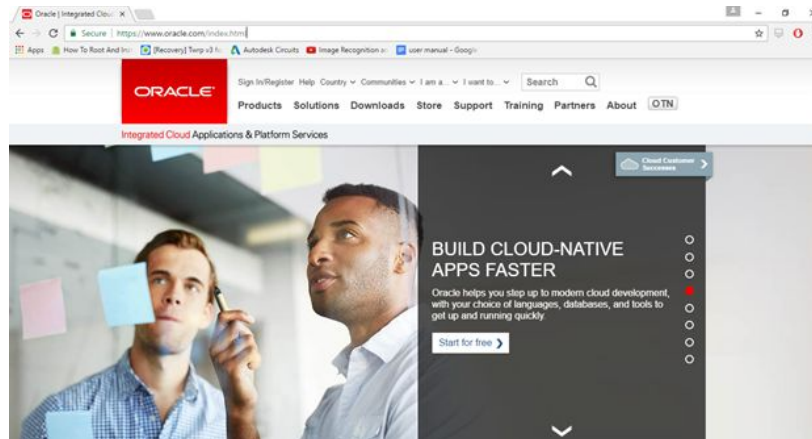 Oracle | Integrated Clou
Secure https://www.oracle.com/index.html
Apps How To Root And Ins [Recovery] Twrp v3 Autodesk Circuits Image Recognition user manual - Google
ORACLE
Sign In/Register Help Country Communities I am a... I want to... Search
Products Solutions Downloads Store Support Training Partners About OTN
Integrated Cloud Applications & Platform Services
Cloud Customer
Successes
BUILD CLOUD-NATIVE
APPS FASTER
Oracle helps you step up to modern cloud development,
with your choice of languages, databases, and tools to
get up and running quickly
Start for free